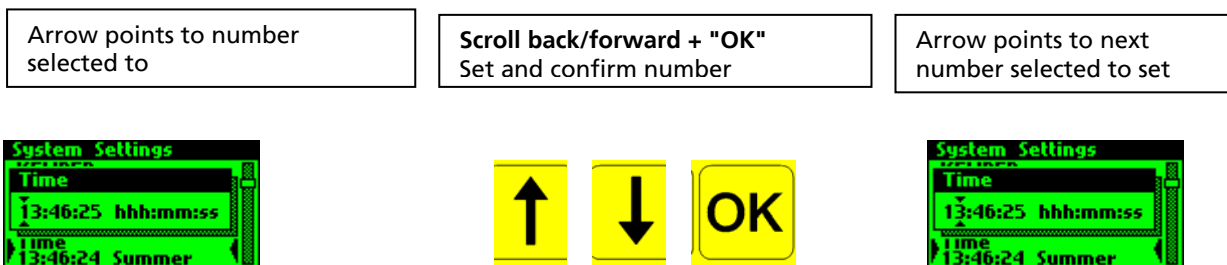 Arrow points to number
selected to
Scroll back/forward + "OK"
Set and confirm number
Arrow points to next
number selected to set
System Settings
Time
13:46:25 hhh:mm:ss
Time
13:46:24 Summer
OK
System Settings
Time
13:46:25 hhh:mm:ss
Time
13:46:24 Summer